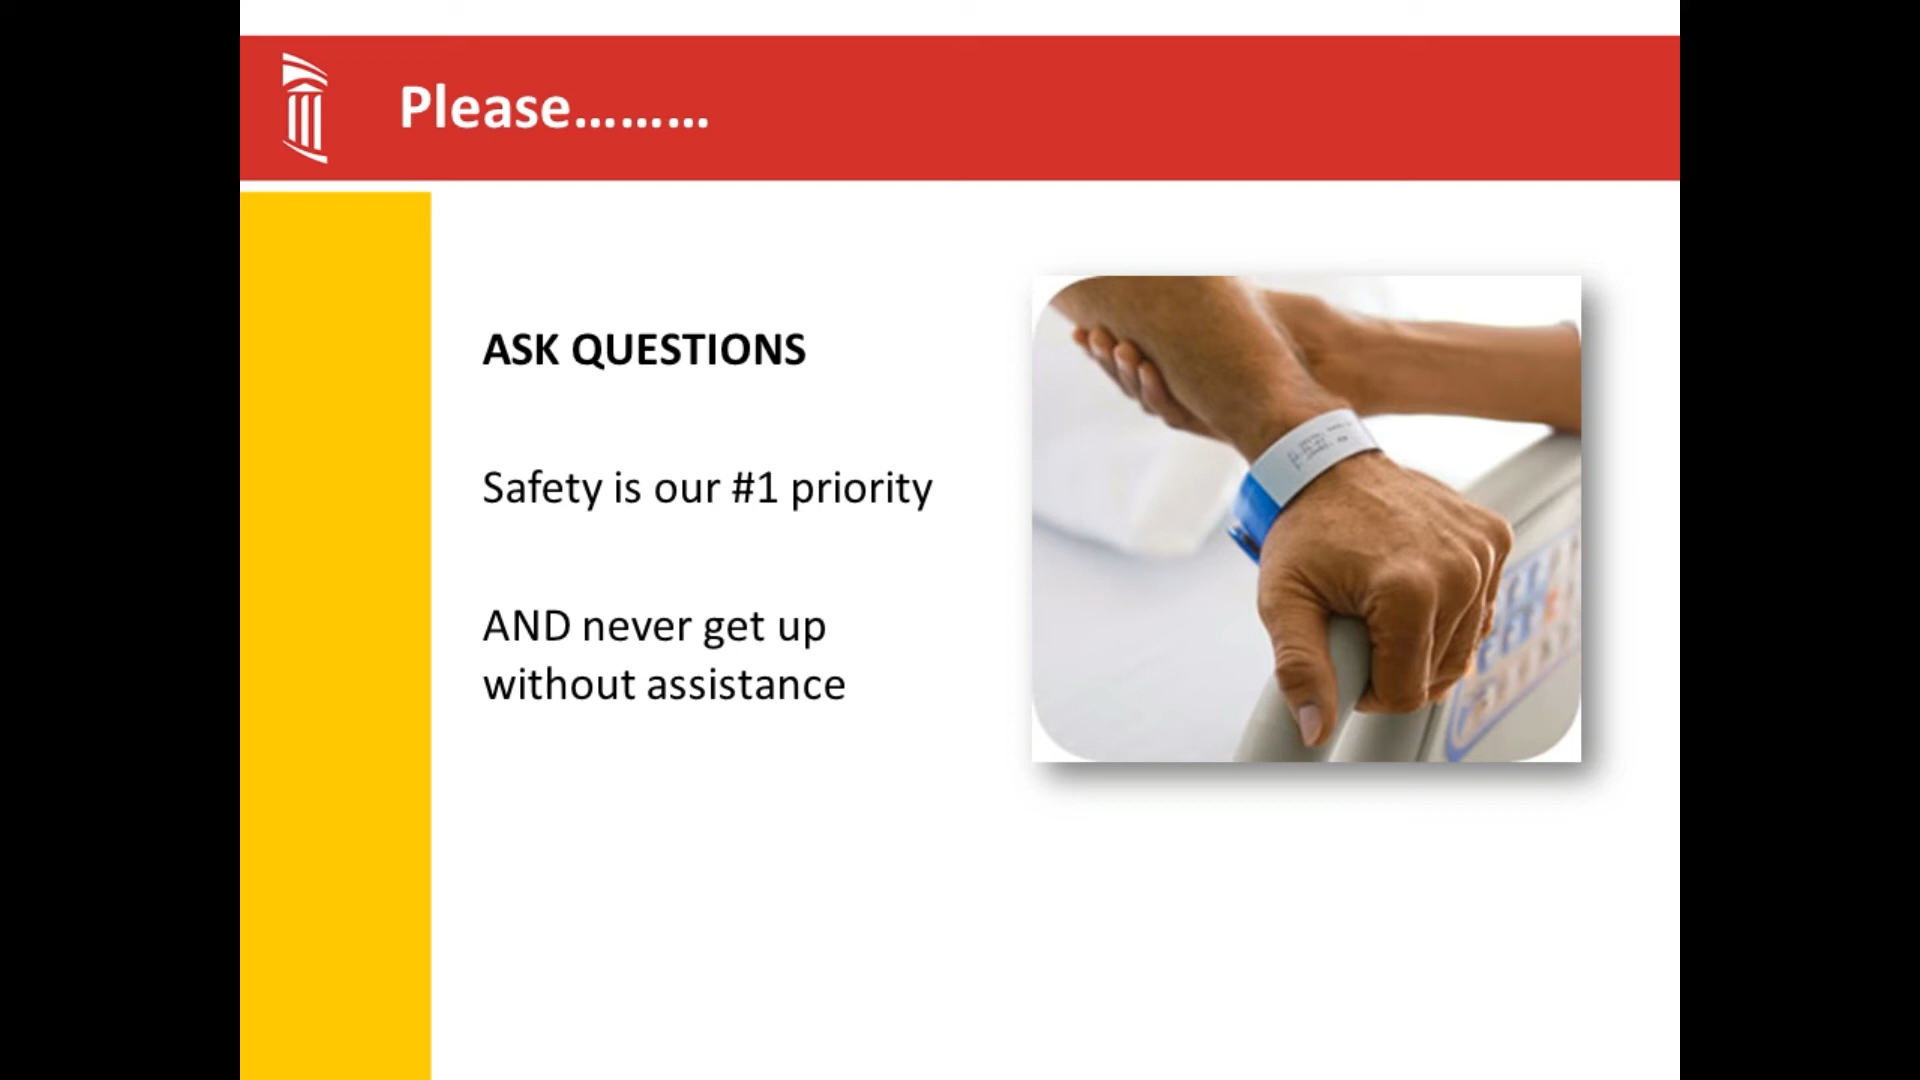 Please………
ASK QUESTIONS
Safety is our #1 priority
AND never get up
without assistance